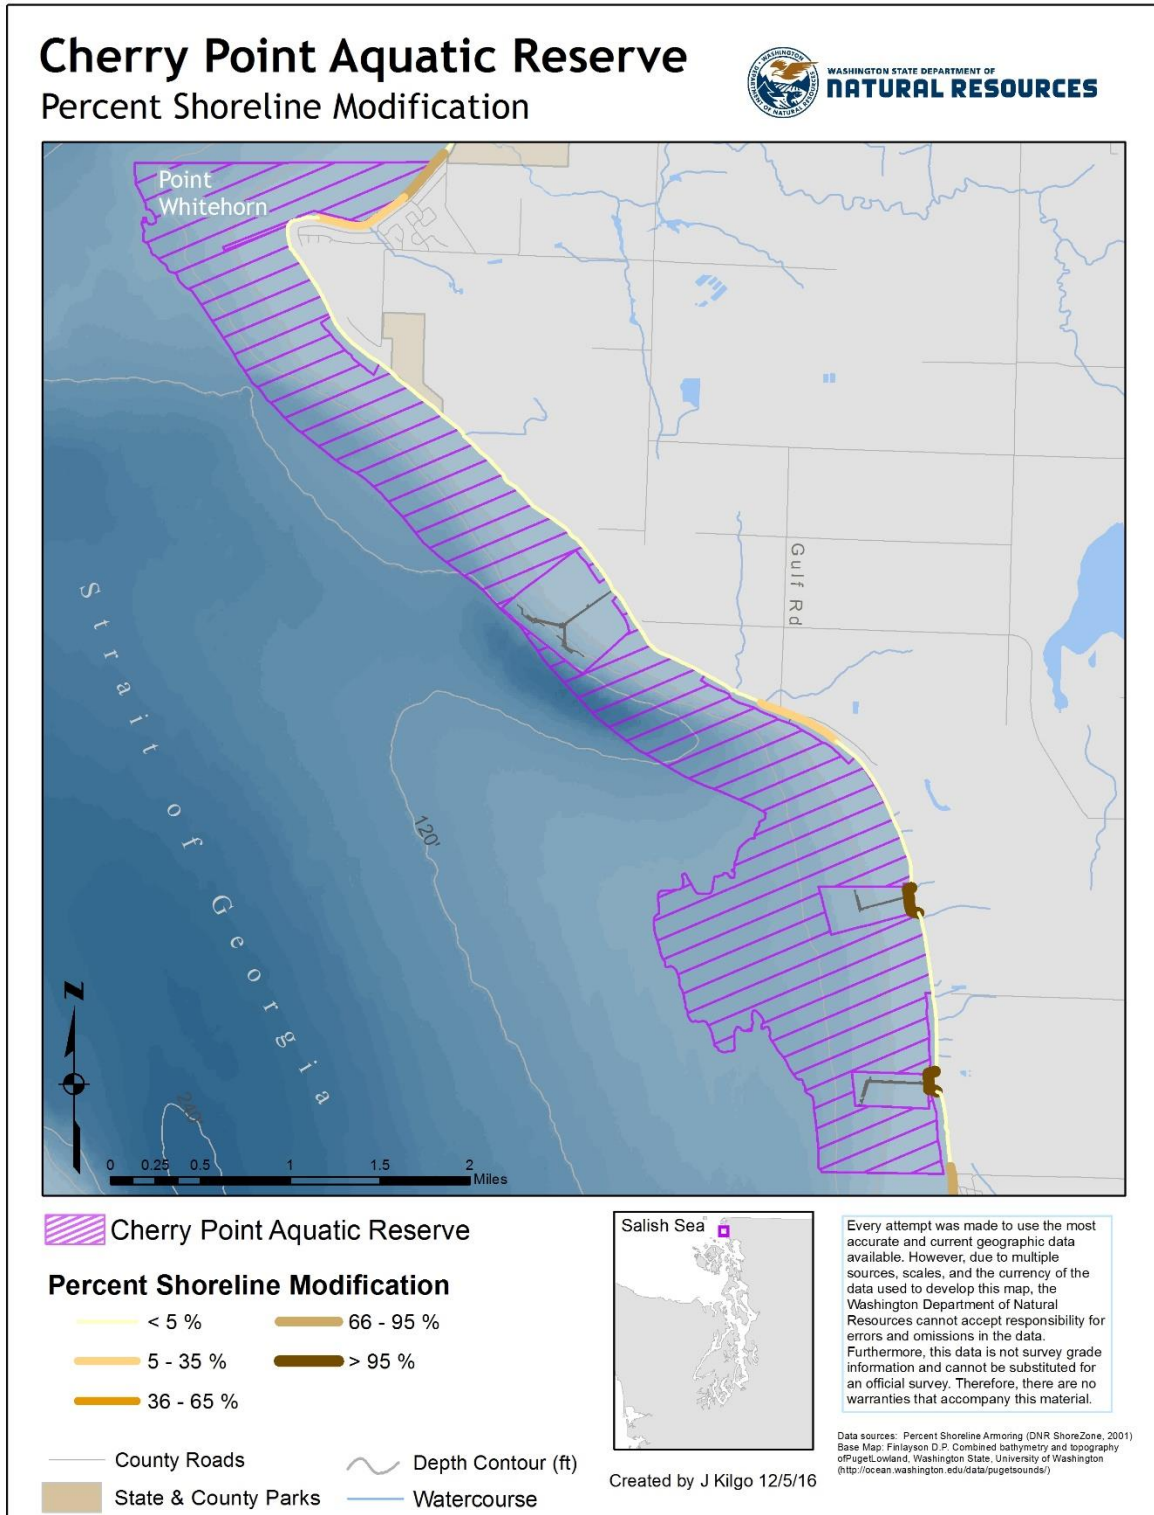 Cherry Point Aquatic Reserve
Percent Shoreline Modification
WASHINGTON STATE DEPARTMENT OF
NATURAL RESOURCES
WASHINGTON
DEPARTMENT OF NATURAL RESOURCES
Point
Whitehorn
Gulf Rd
Strait of Georgia
120'
240'
N
0 0.25 0.5 1 1.5 2
Miles
Cherry Point Aquatic Reserve
Percent Shoreline Modification
< 5 %
66 - 95 %
5 - 35 %
> 95 %
36 - 65 %
County Roads
Depth Contour (ft)
State & County Parks
Watercourse
Salish Sea
Created by J Kilgo 12/5/16
Every attempt was made to use the most
accurate and current geographic data
available. However, due to multiple
sources, scales, and the currency of the
data used to develop this map, the
Washington Department of Natural
Resources cannot accept responsibility for
errors and omissions in the data.
Furthermore, this data is not survey grade
information and cannot be substituted for
an official survey. Therefore, there are no
warranties that accompany this material.
Data sources: Percent Shoreline Armoring (DNR ShoreZone, 2001)
Base Map: Finlayson D.P. Combined bathymetry and topography
ofPugetLowland, Washington State, University of Washington
(http://ocean.washington.edu/data/pugetsounds/)